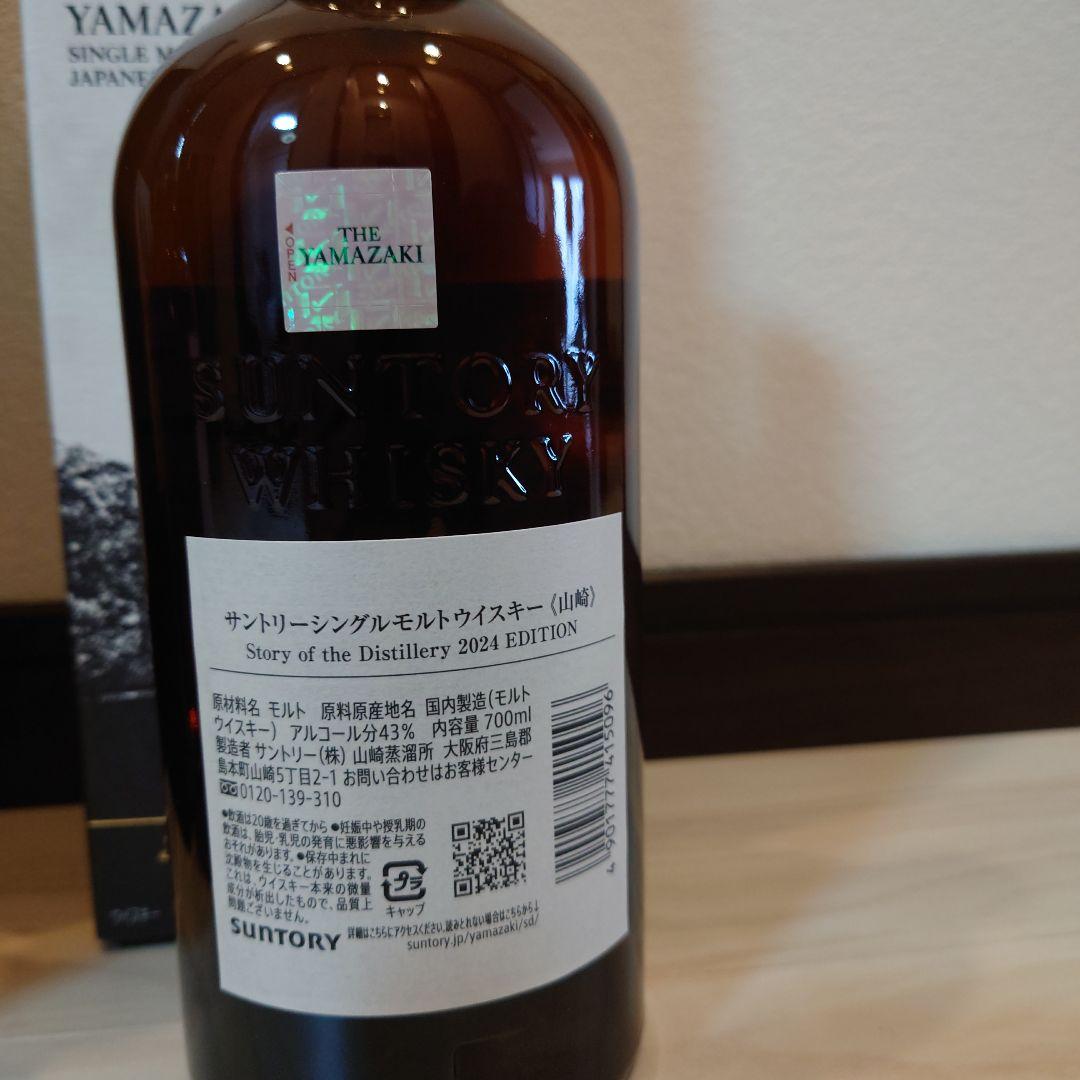 YAMAZA
SINGLE M
JAPANE
OPEN
THE
YAMAZAKI
SUNTORY
WHISKY
サントリーシングルモルトウイスキー《山崎》
Story of the Distillery 2024 EDITION
原材料名 モルト 原料原産地名 国内製造(モルト
ウイスキー) アルコール分43% 内容量 700ml
製造者 サントリー(株) 山崎蒸溜所 大阪府三島郡
島本町山崎5丁目2-1 お問い合わせはお客様センター
0120-139-310
●飲酒は20歳を過ぎてから ●妊娠中や授乳期の
飲酒は、胎児・乳児の発育に悪影響を与える
おそれがあります。●保存中まれに
沈殿物を生じることがあります。
これは、ウイスキー本来の微量
成分が析出したもので、品質上
問題ございません。
プラ
キャップ
SUNTORY
詳細はこちらにアクセスください。読みとれない場合はこちらから↓
suntory.jp/yamazaki/sd/
4 901777 415096
ウイスキー